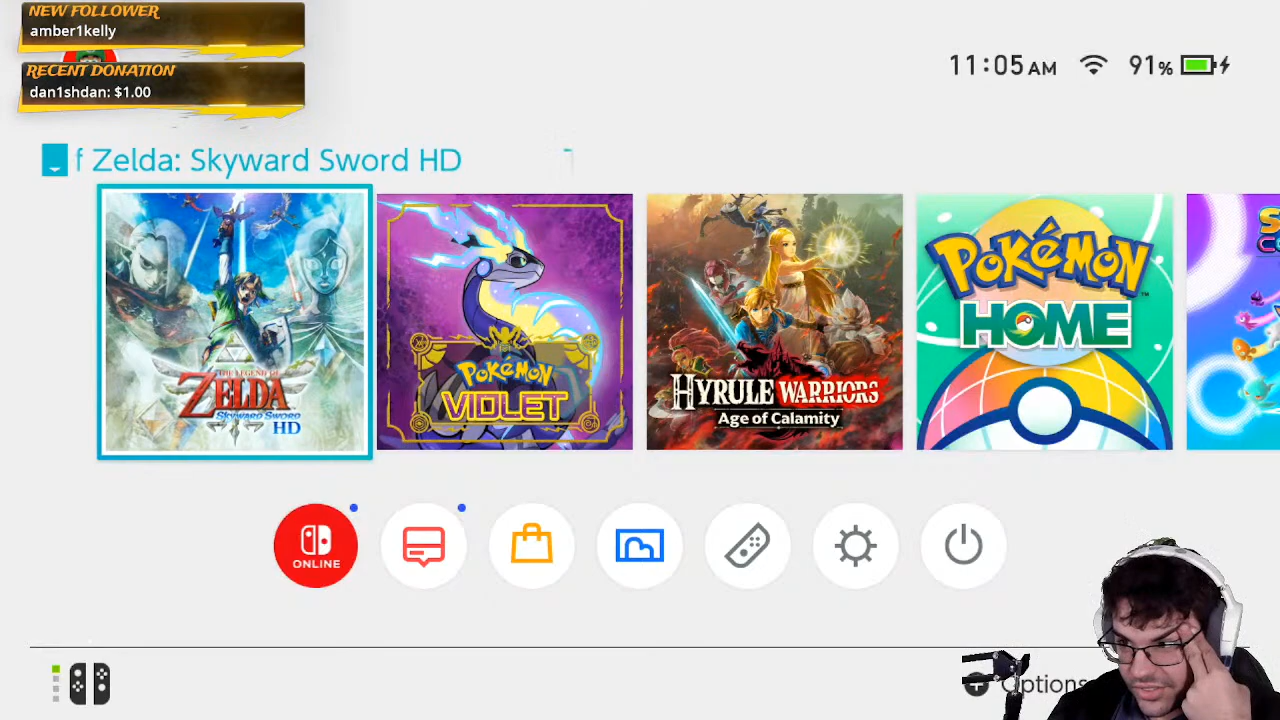 NEW FOLLOWER
amber1kelly
RECENT DONATION
dan1shdan: $1.00
11:05 AM 91%
f Zelda: Skyward Sword HD
THE LEGEND OF
ZELDA
Skyward Sword
HD
POKéMON
VIOLET
HYRULE WARRIORS
Age of Calamity
POKéMON
HOME
ONLINE
Options